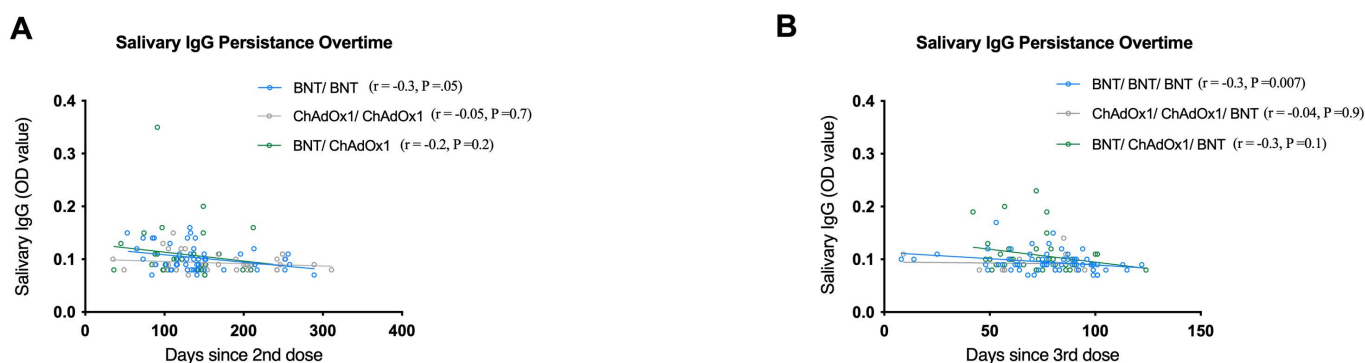 A
Salivary IgG Persistance Overtime
BNT/ BNT (r = -0.3, P =.05)
ChAdOx1/ ChAdOx1 (r = -0.05, P =0.7)
BNT/ ChAdOx1 (r = -0.2, P =0.2)
Salivary IgG (OD value)
0.4
0.3
0.2
0.1
0.0
0 100 200 300 400
Days since 2nd dose
B
Salivary IgG Persistance Overtime
BNT/ BNT/ BNT (r = -0.3, P =0.007)
ChAdOx1/ ChAdOx1/ BNT (r = -0.04, P =0.9)
BNT/ ChAdOx1/ BNT (r = -0.3, P =0.1)
Salivary IgG (OD value)
0.4
0.3
0.2
0.1
0.0
0 50 100 150
Days since 3rd dose